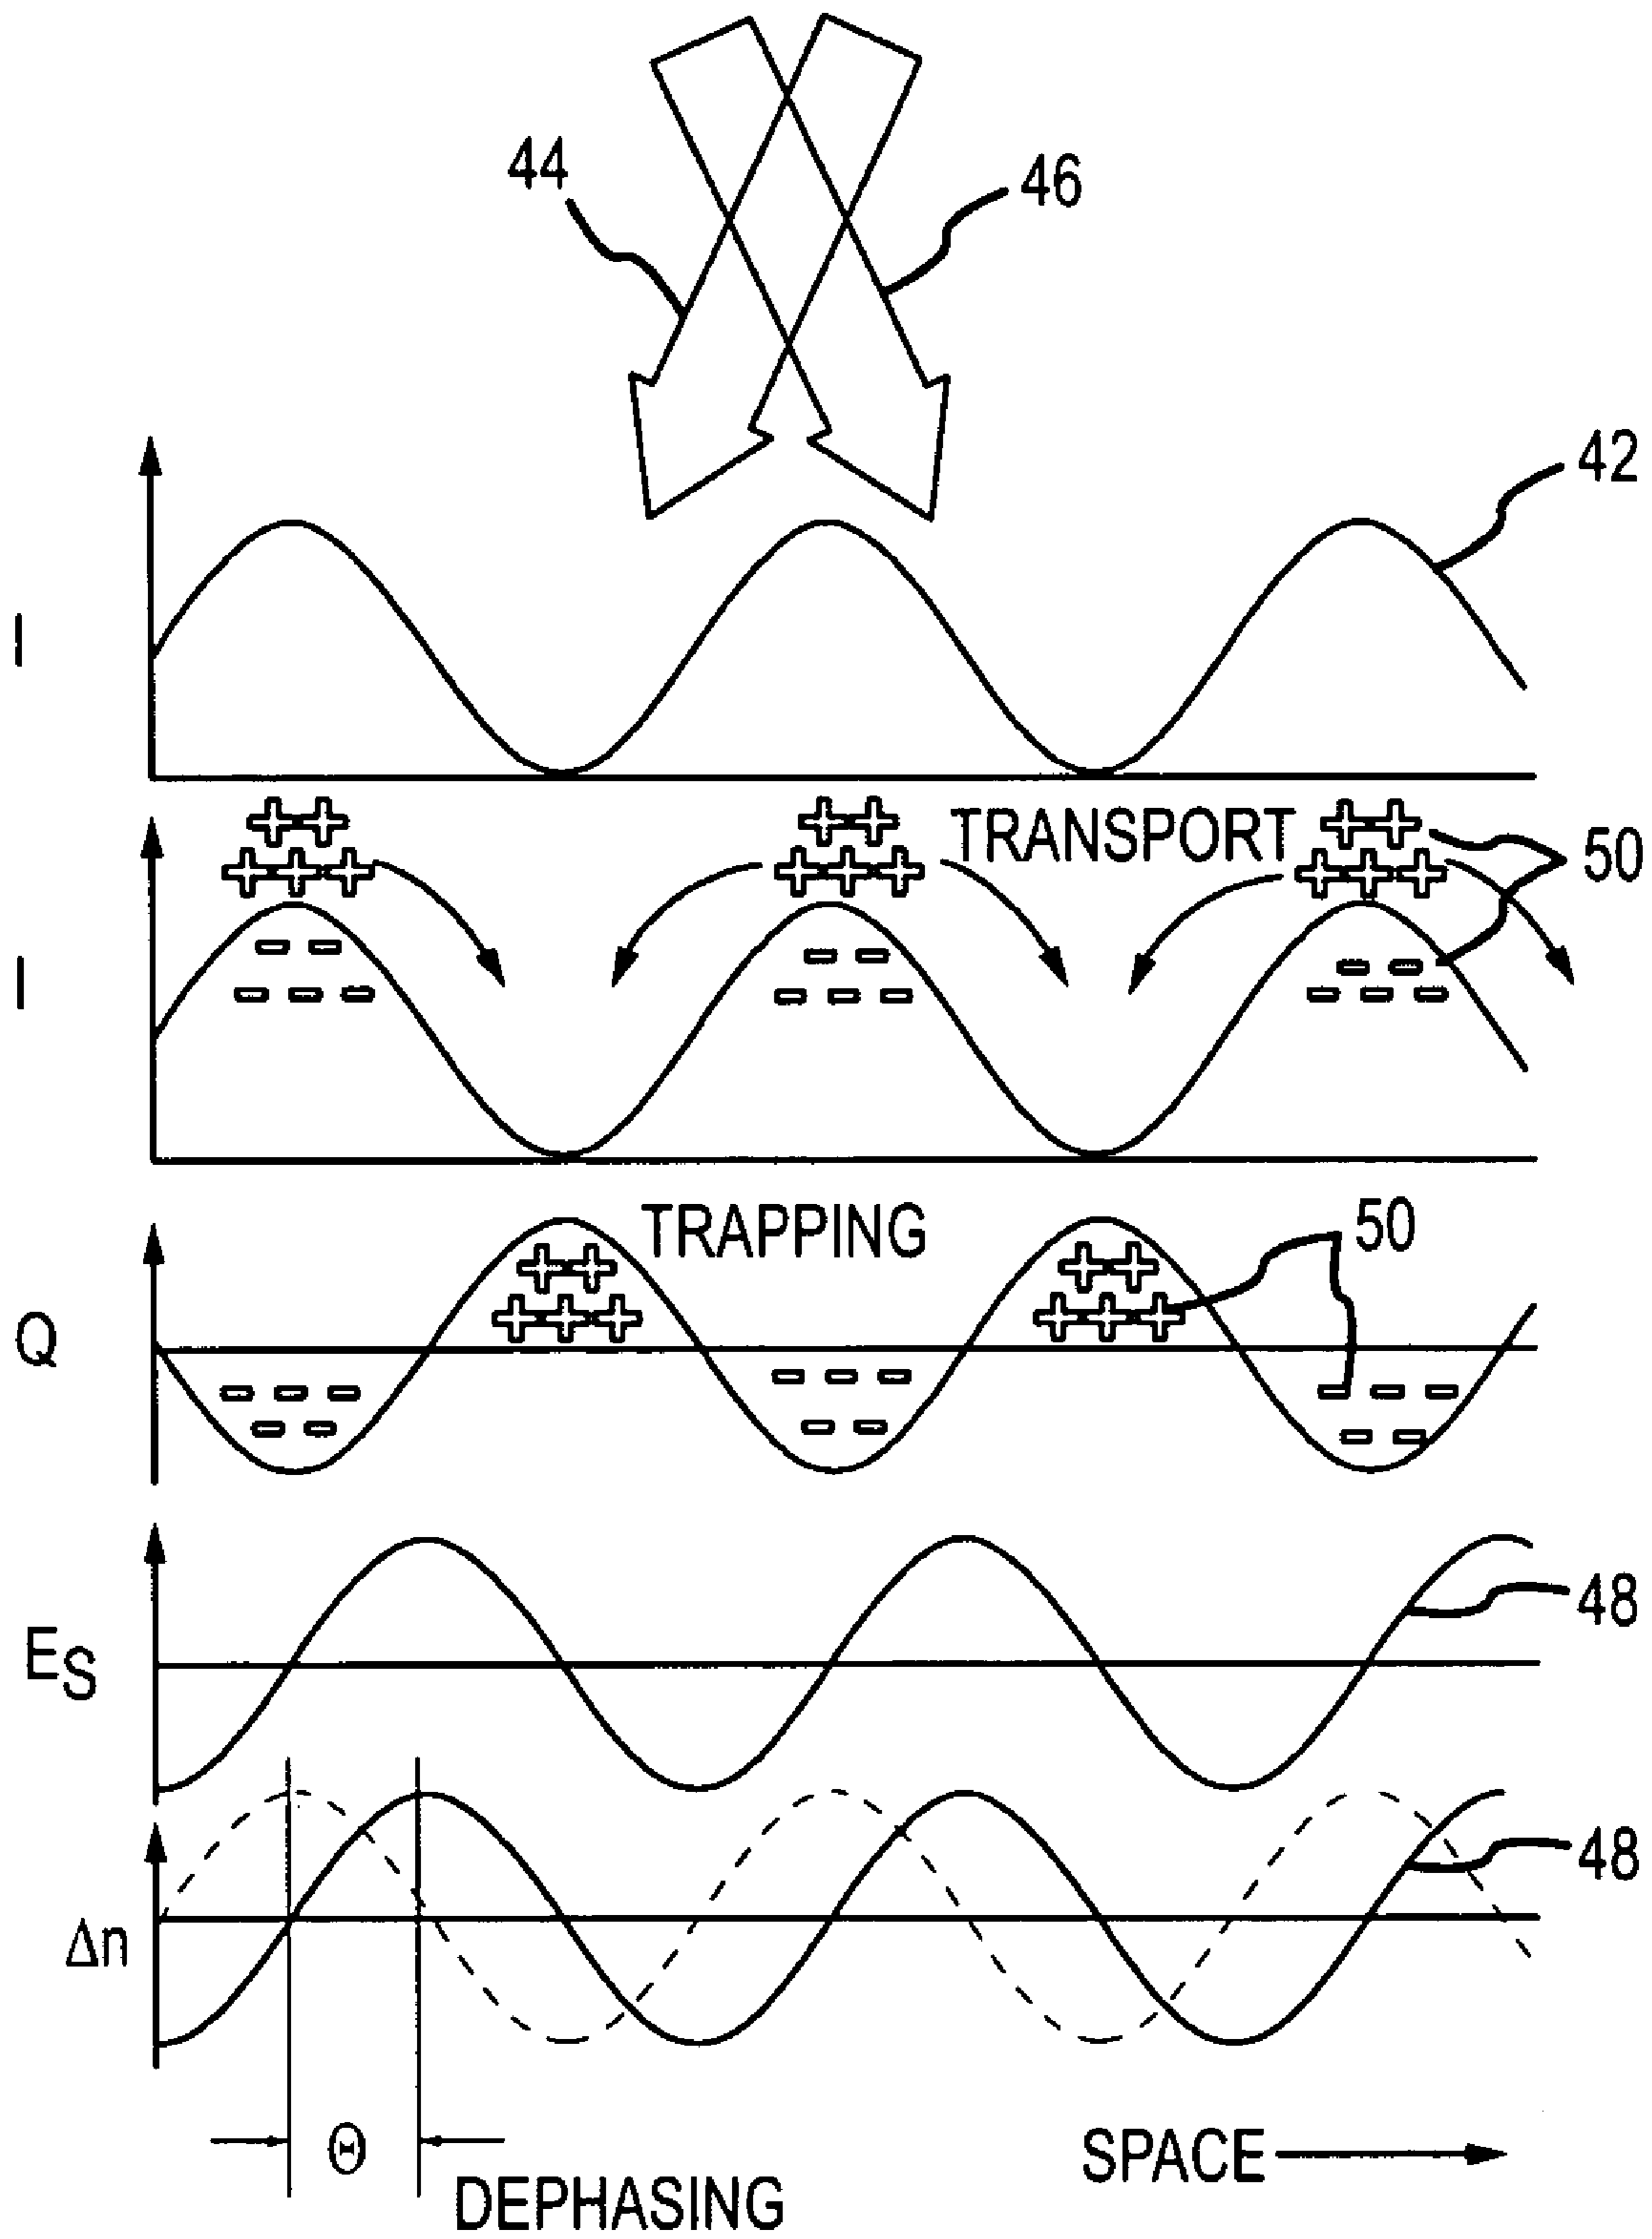 44
46
42
I
TRANSPORT
50
I
TRAPPING
50
Q
48
ES
48
Δn
Θ
SPACE
DEPHASING